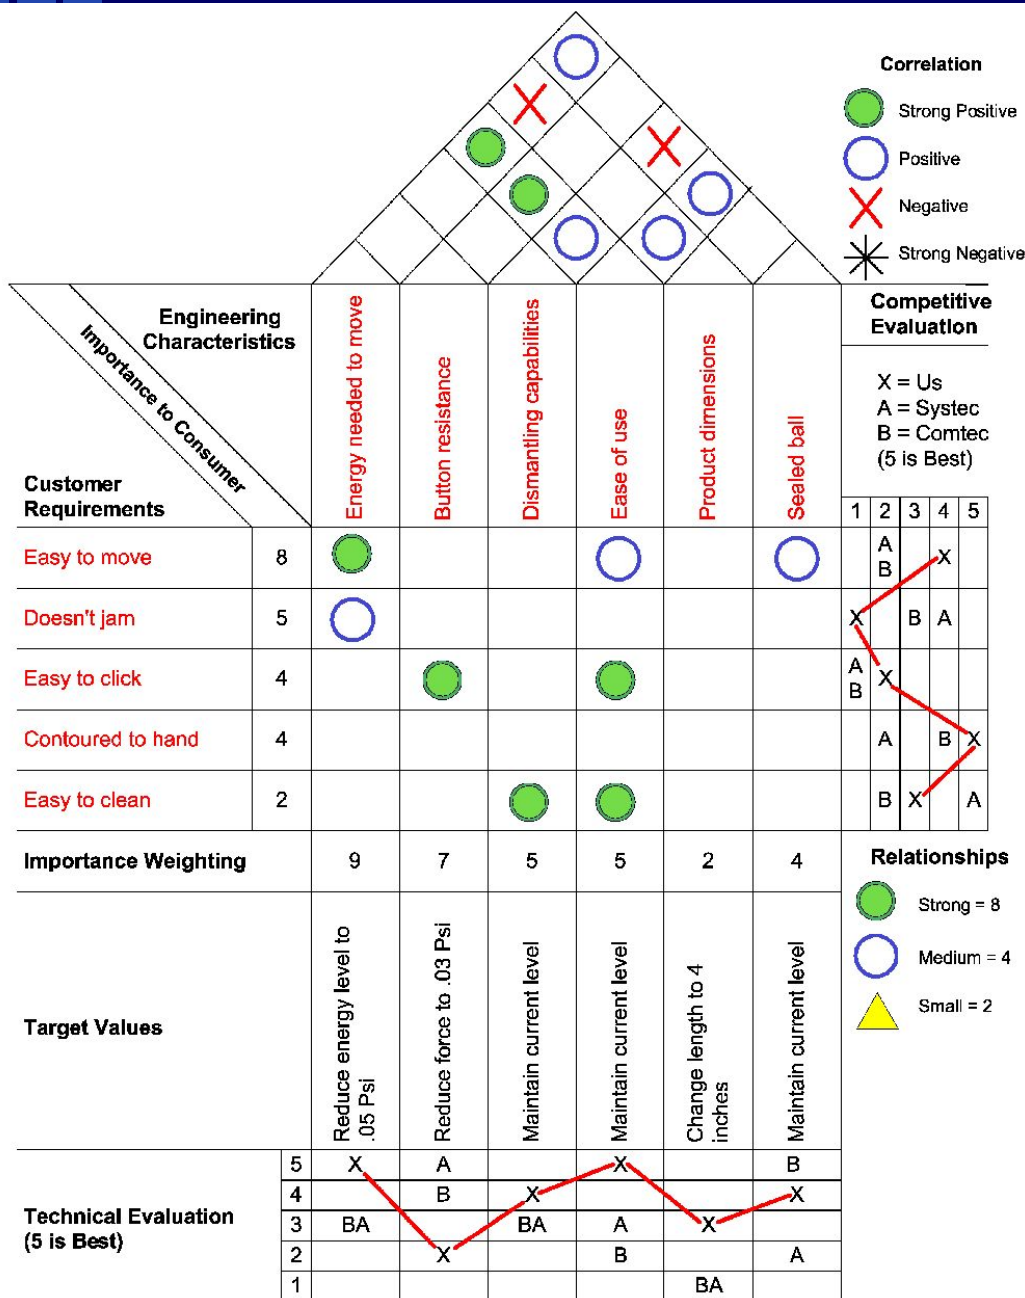 Correlation
Strong Positive
Positive
Negative
Strong Negative
Engineering
Characteristics
Importance to Consumer
Customer
Requirements
Energy needed to move
Button resistance
Dismantling capabilities
Ease of use
Product dimensions
Sealed ball
Competitive
Evaluation
X = Us
A = Systec
B = Comtec
(5 is Best)
1 2 3 4 5
Easy to move 8 A B X
Doesn't jam 5 X B A
Easy to click 4 A B X
Contoured to hand 4 A B X
Easy to clean 2 B X A
Importance Weighting 9 7 5 5 2 4
Relationships
Strong = 8
Medium = 4
Small = 2
Target Values
Reduce energy level to
.05 Psi
Reduce force to .03 Psi
Maintain current level
Maintain current level
Change length to 4
inches
Maintain current level
Technical Evaluation
(5 is Best)
5 X A X B
4 B X X
3 BA BA A X
2 X B A
1 BA